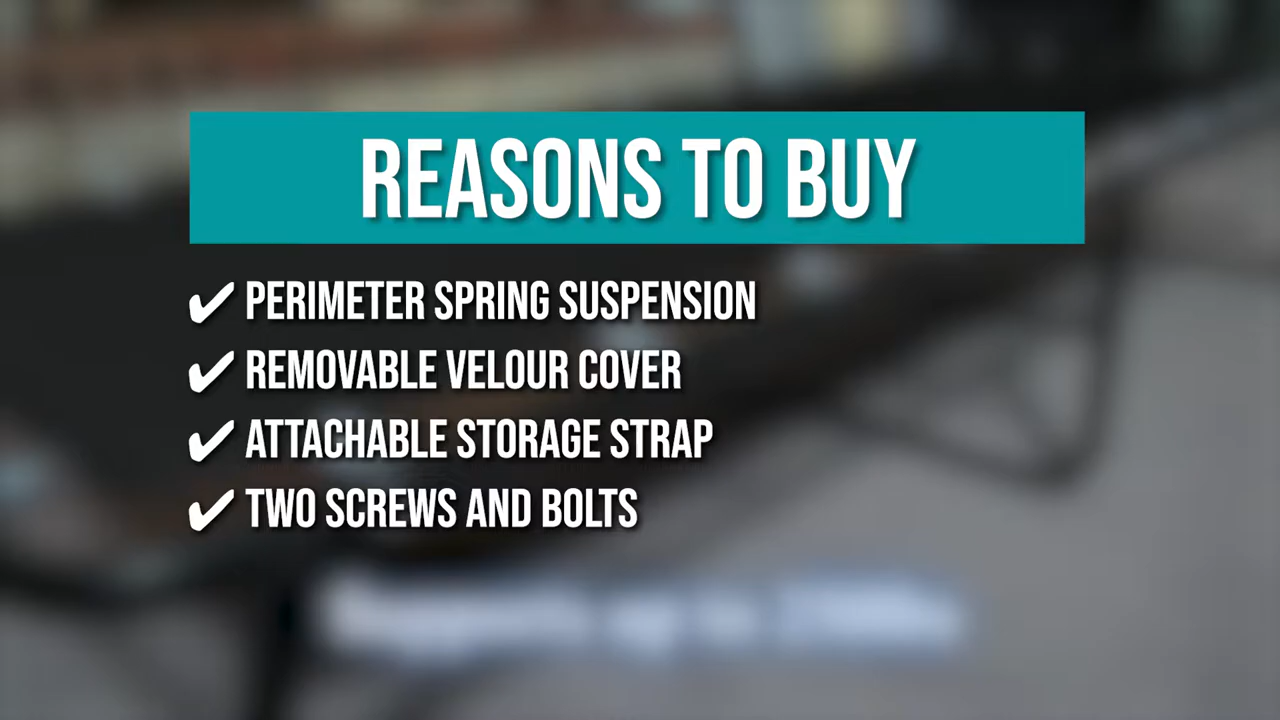 REASONS TO BUY
✔ PERIMETER SPRING SUSPENSION
✔ REMOVABLE VELOUR COVER
✔ ATTACHABLE STORAGE STRAP
✔ TWO SCREWS AND BOLTS